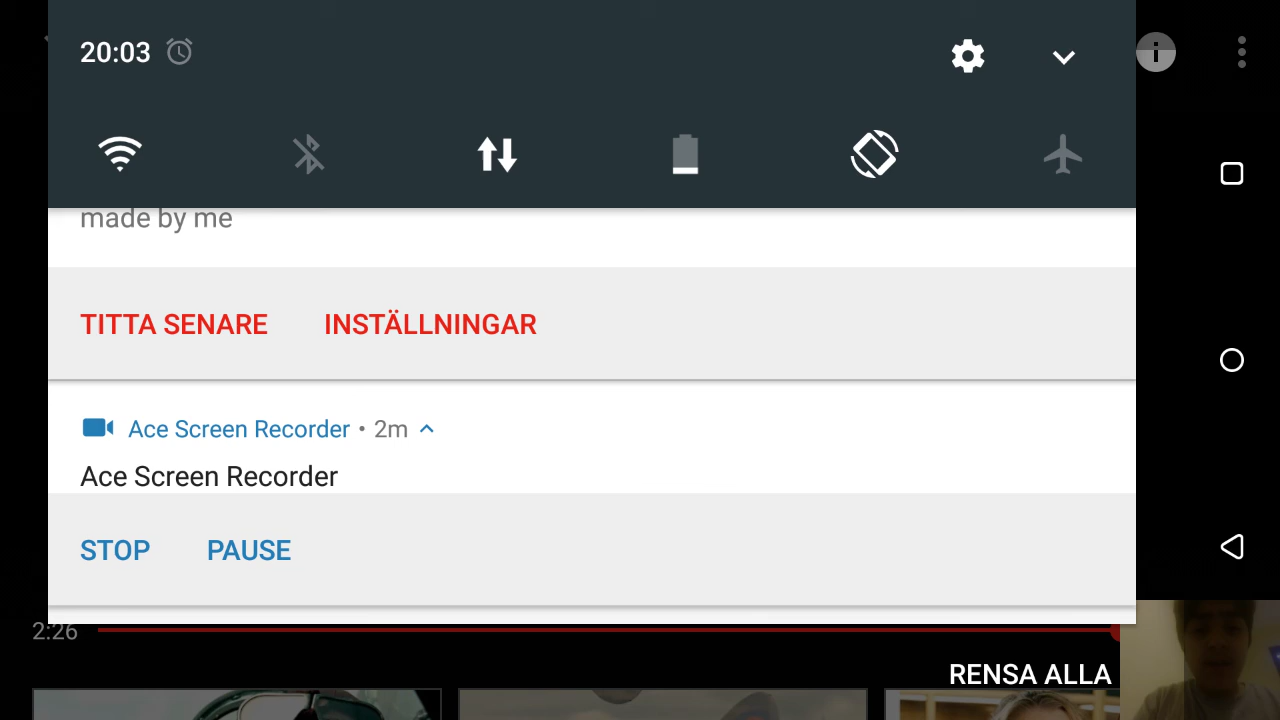 20:03
made by me
TITTA SENARE INSTÄLLNINGAR
Ace Screen Recorder • 2m
Ace Screen Recorder
STOP PAUSE
2:26
RENSA ALLA